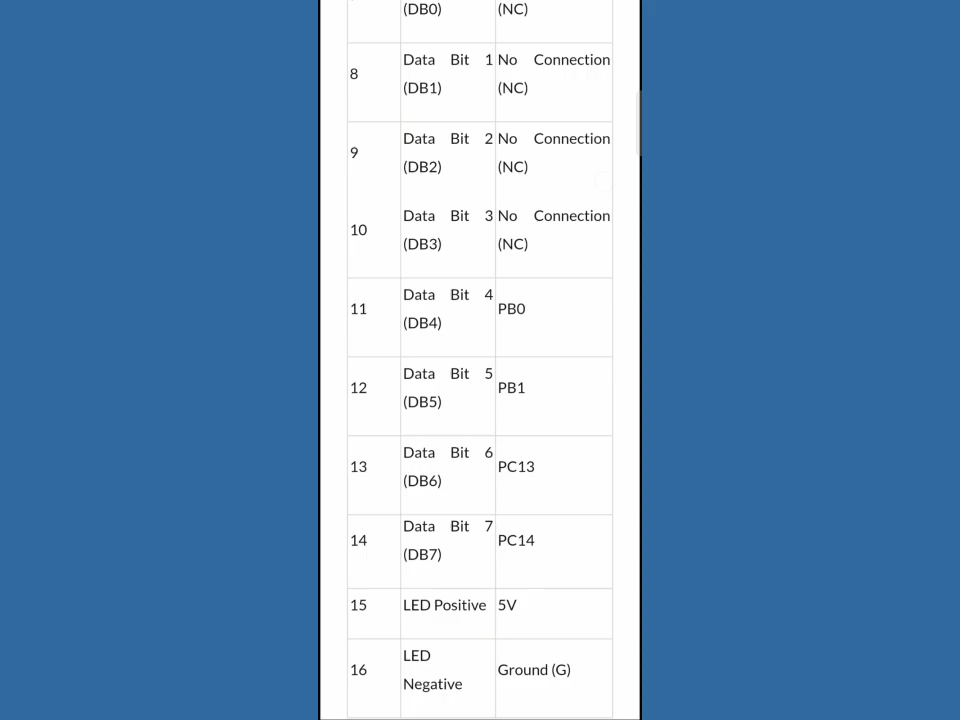 (DB0) (NC)
8 Data Bit 1 (DB1) No Connection (NC)
9 Data Bit 2 (DB2) No Connection (NC)
10 Data Bit 3 (DB3) No Connection (NC)
11 Data Bit 4 (DB4) PB0
12 Data Bit 5 (DB5) PB1
13 Data Bit 6 (DB6) PC13
14 Data Bit 7 (DB7) PC14
15 LED Positive 5V
16 LED Negative Ground (G)